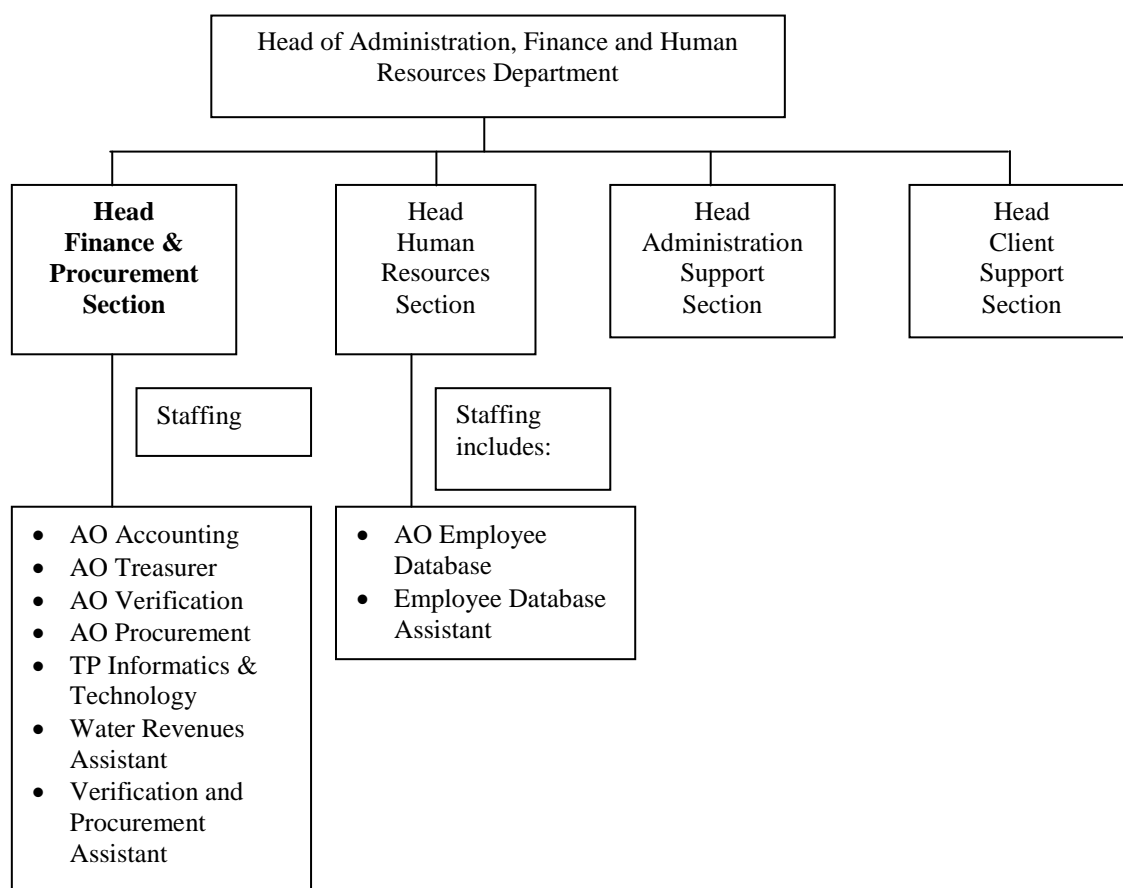 Head of Administration, Finance and Human
Resources Department
Head
Finance &
Procurement
Section
Head
Human
Resources
Section
Head
Administration
Support
Section
Head
Client
Support
Section
Staffing
Staffing
includes:
• AO Accounting
• AO Treasurer
• AO Verification
• AO Procurement
• TP Informatics &
Technology
• Water Revenues
Assistant
• Verification and
Procurement
Assistant
• AO Employee
Database
• Employee Database
Assistant